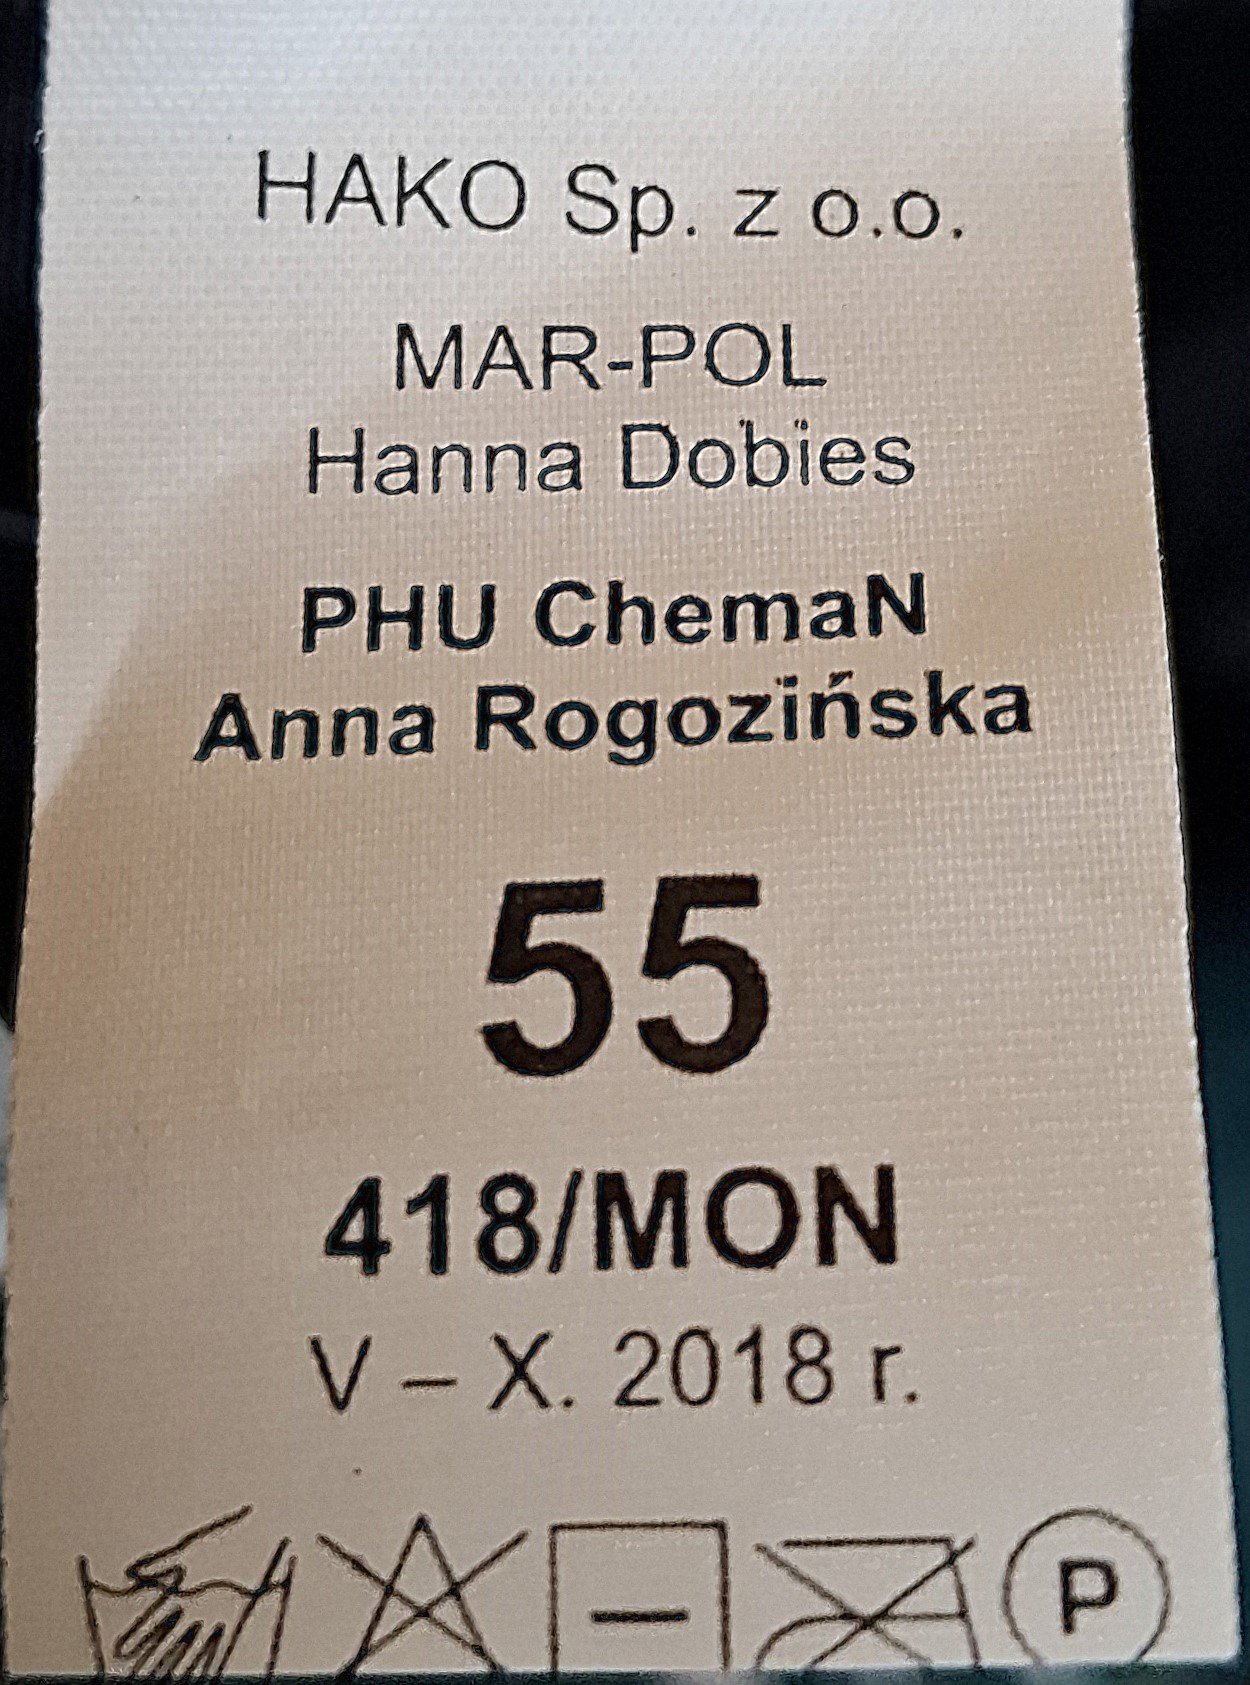 HAKO Sp. z o.o.
MAR-POL
Hanna Dobies
PHU ChemaN
Anna Rogozińska
55
418/MON
V – X. 2018 r.
P